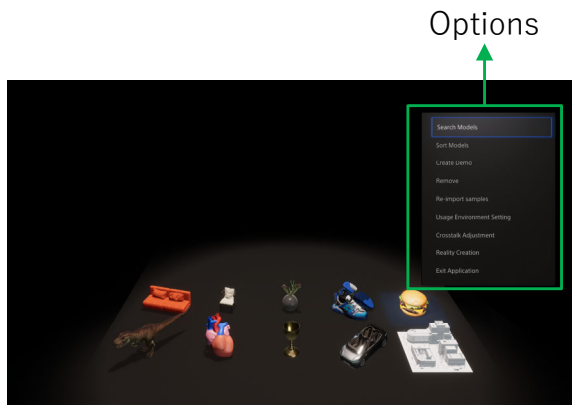 Options
Search Models
Sort Models
Create Demo
Remove
Re-import samples
Usage Environment Setting
Crosstalk Adjustment
Reality Creation
Exit Application